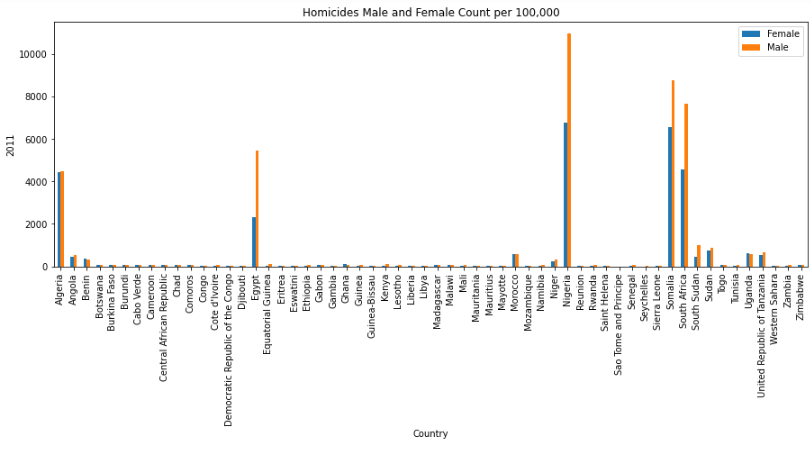 Homicides Male and Female Count per 100,000
Female
Male
10000
8000
6000
4000
2000
0
2011
Algeria
Angola
Benin
Botswana
Burkina Faso
Burundi
Cabo Verde
Cameroon
Central African Republic
Chad
Comoros
Congo
Cote d'Ivoire
Democratic Republic of the Congo
Djibouti
Egypt
Equatorial Guinea
Eritrea
Eswatini
Ethiopia
Gabon
Gambia
Ghana
Guinea
Guinea-Bissau
Kenya
Lesotho
Liberia
Libya
Madagascar
Malawi
Mali
Mauritania
Mauritius
Mayotte
Morocco
Mozambique
Namibia
Niger
Nigeria
Reunion
Rwanda
Saint Helena
Sao Tome and Principe
Senegal
Seychelles
Sierra Leone
Somalia
South Africa
South Sudan
Sudan
Togo
Tunisia
Uganda
United Republic of Tanzania
Western Sahara
Zambia
Zimbabwe
Country